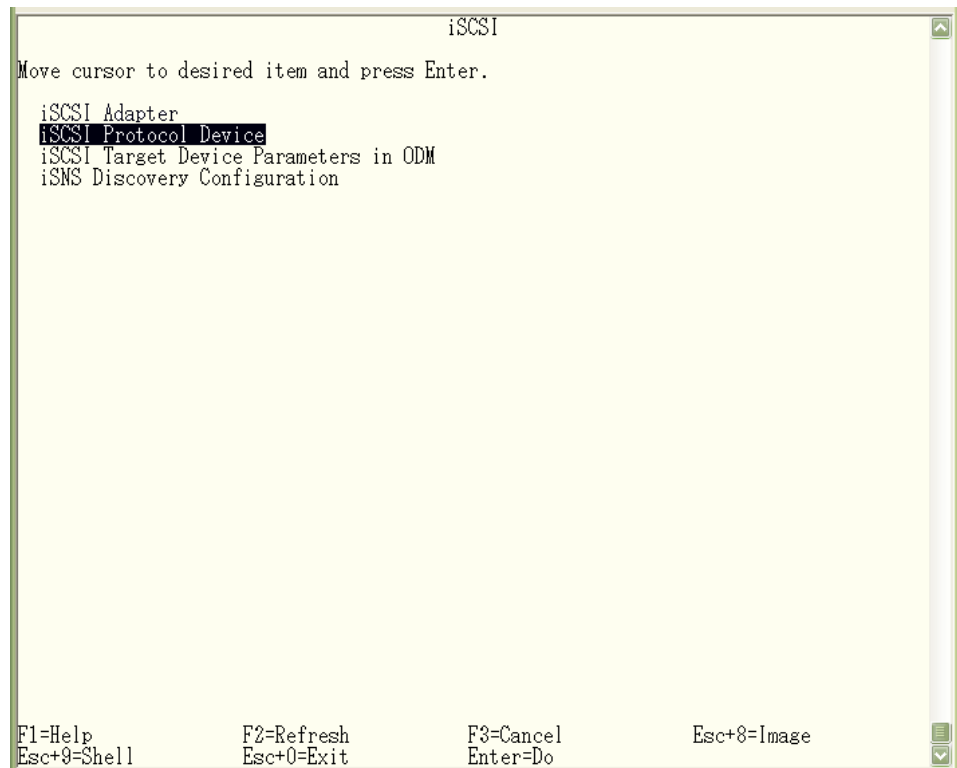 iSCSI
Move cursor to desired item and press Enter.
iSCSI Adapter
iSCSI Protocol Device
iSCSI Target Device Parameters in ODM
iSNS Discovery Configuration
F1=Help F2=Refresh F3=Cancel Esc+8=Image
Esc+9=Shell Esc+0=Exit Enter=Do